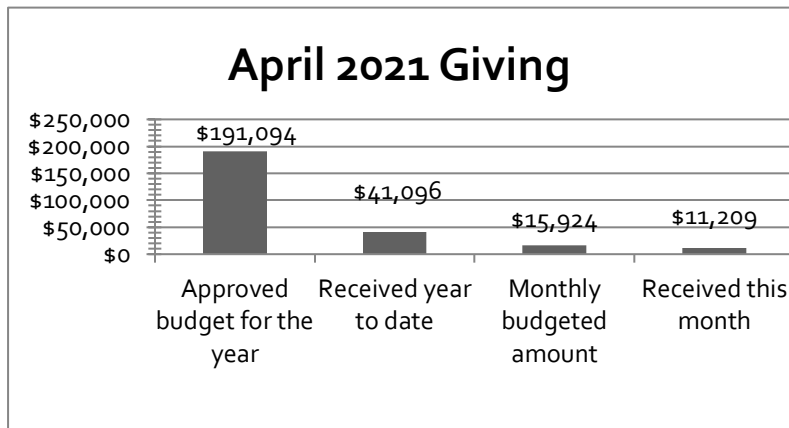 April 2021 Giving
$250,000
$200,000
$150,000
$100,000
$50,000
$0
$191,094
$41,096
$15,924
$11,209
Approved
budget for the
year
Received year
to date
Monthly
budgeted
amount
Received this
month